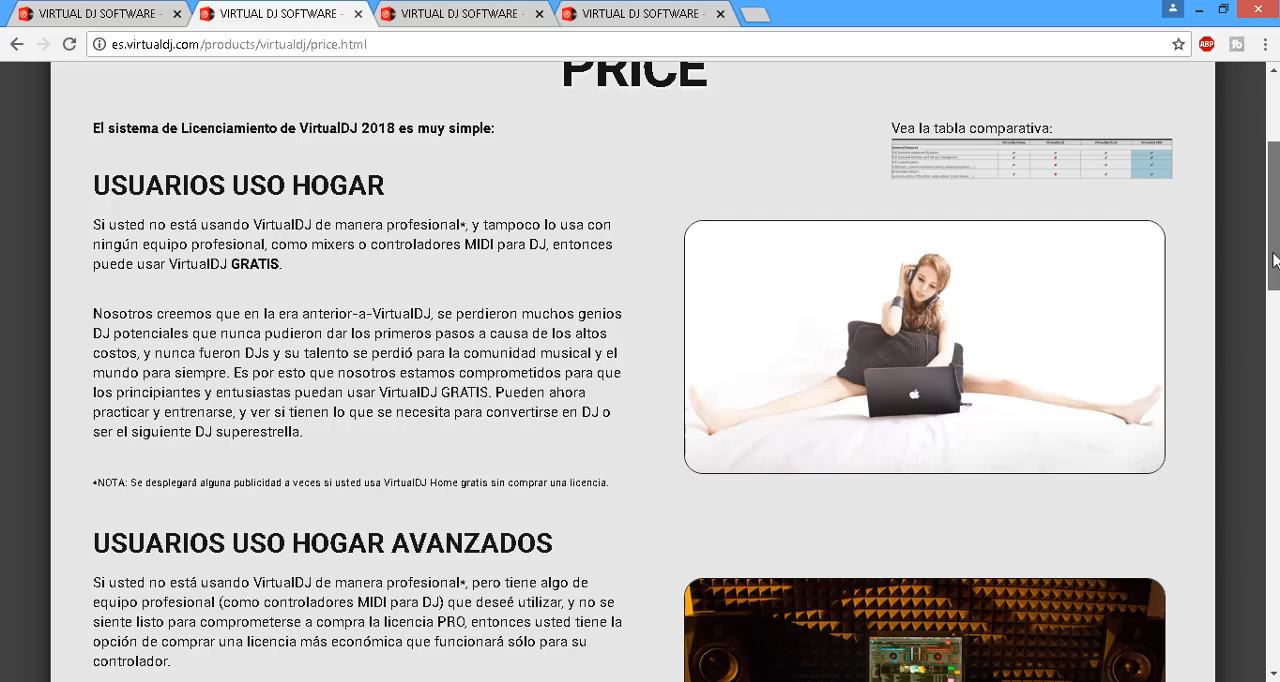 VIRTUAL DJ SOFTWARE - VIRTUAL DJ SOFTWARE - VIRTUAL DJ SOFTWARE - VIRTUAL DJ SOFTWARE -
es.virtualdj.com/products/virtualdj/price.html
ABP
PRICE
El sistema de Licenciamiento de VirtualDJ 2018 es muy simple:
Vea la tabla comparativa:
USUARIOS USO HOGAR
Si usted no está usando VirtualDJ de manera profesional*, y tampoco lo usa con
ningún equipo profesional, como mixers o controladores MIDI para DJ, entonces
puede usar VirtualDJ GRATIS.
Nosotros creemos que en la era anterior-a-VirtualDJ, se perdieron muchos genios
DJ potenciales que nunca pudieron dar los primeros pasos a causa de los altos
costos, y nunca fueron DJs y su talento se perdió para la comunidad musical y el
mundo para siempre. Es por esto que nosotros estamos comprometidos para que
los principiantes y entusiastas puedan usar VirtualDJ GRATIS. Pueden ahora
practicar y entrenarse, y ver si tienen lo que se necesita para convertirse en DJ o
ser el siguiente DJ superestrella.
*NOTA: Se desplegará alguna publicidad a veces si usted usa VirtualDJ Home gratis sin comprar una licencia.
USUARIOS USO HOGAR AVANZADOS
Si usted no está usando VirtualDJ de manera profesional*, pero tiene algo de
equipo profesional (como controladores MIDI para DJ) que deseé utilizar, y no se
siente listo para comprometerse a compra la licencia PRO, entonces usted tiene la
opción de comprar una licencia más económica que funcionará sólo para su
controlador.